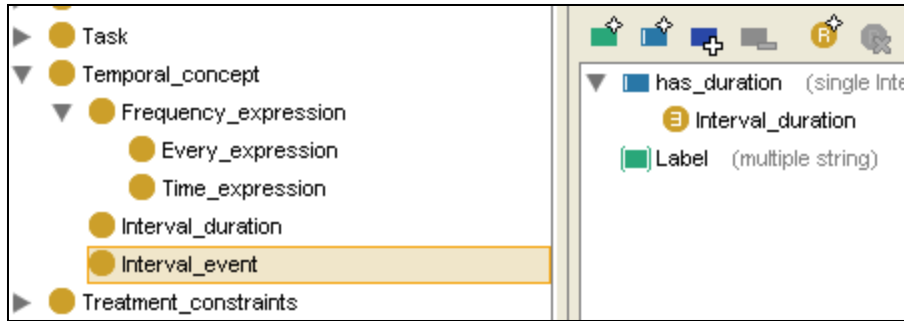 Task
Temporal_concept
Frequency_expression
Every_expression
Time_expression
Interval_duration
Interval_event
Treatment_constraints
R
has_duration (single Inte
Interval_duration
Label (multiple string)